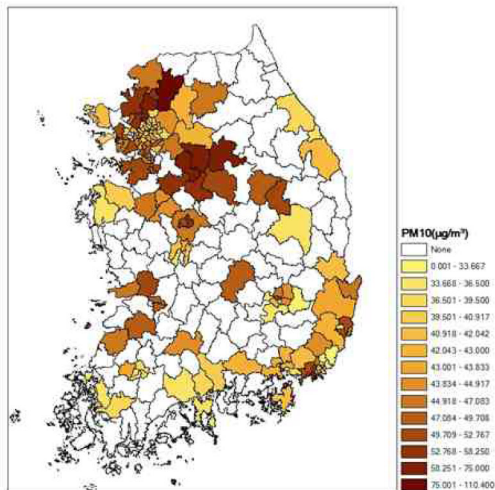 PM10(μg/m³)
None
0.001 - 33.667
33.668 - 36.500
36.501 - 39.500
39.501 - 40.917
40.918 - 42.042
42.043 - 43.000
43.001 - 43.833
43.834 - 44.917
44.918 - 47.083
47.084 - 49.708
49.709 - 52.767
52.768 - 58.250
58.251 - 75.000
75.001 - 110.400